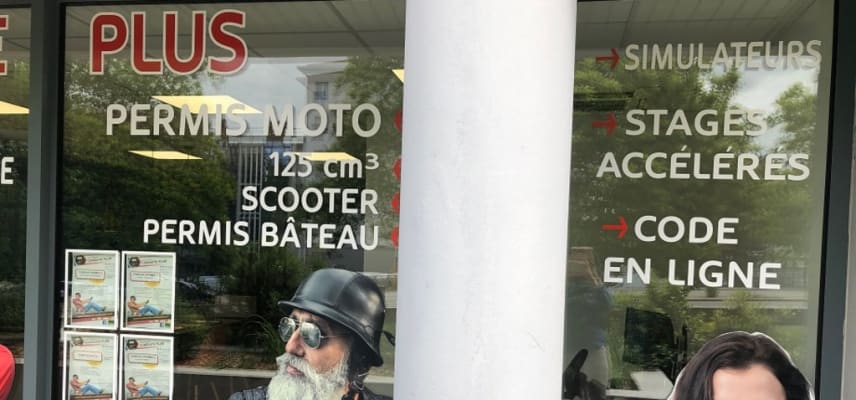 E PLUS
PERMIS MOTO
125 cm³
SCOOTER
PERMIS BÂTEAU
E
→ SIMULATEURS
→ STAGES
ACCÉLÉRÉS
→ CODE
EN LIGNE